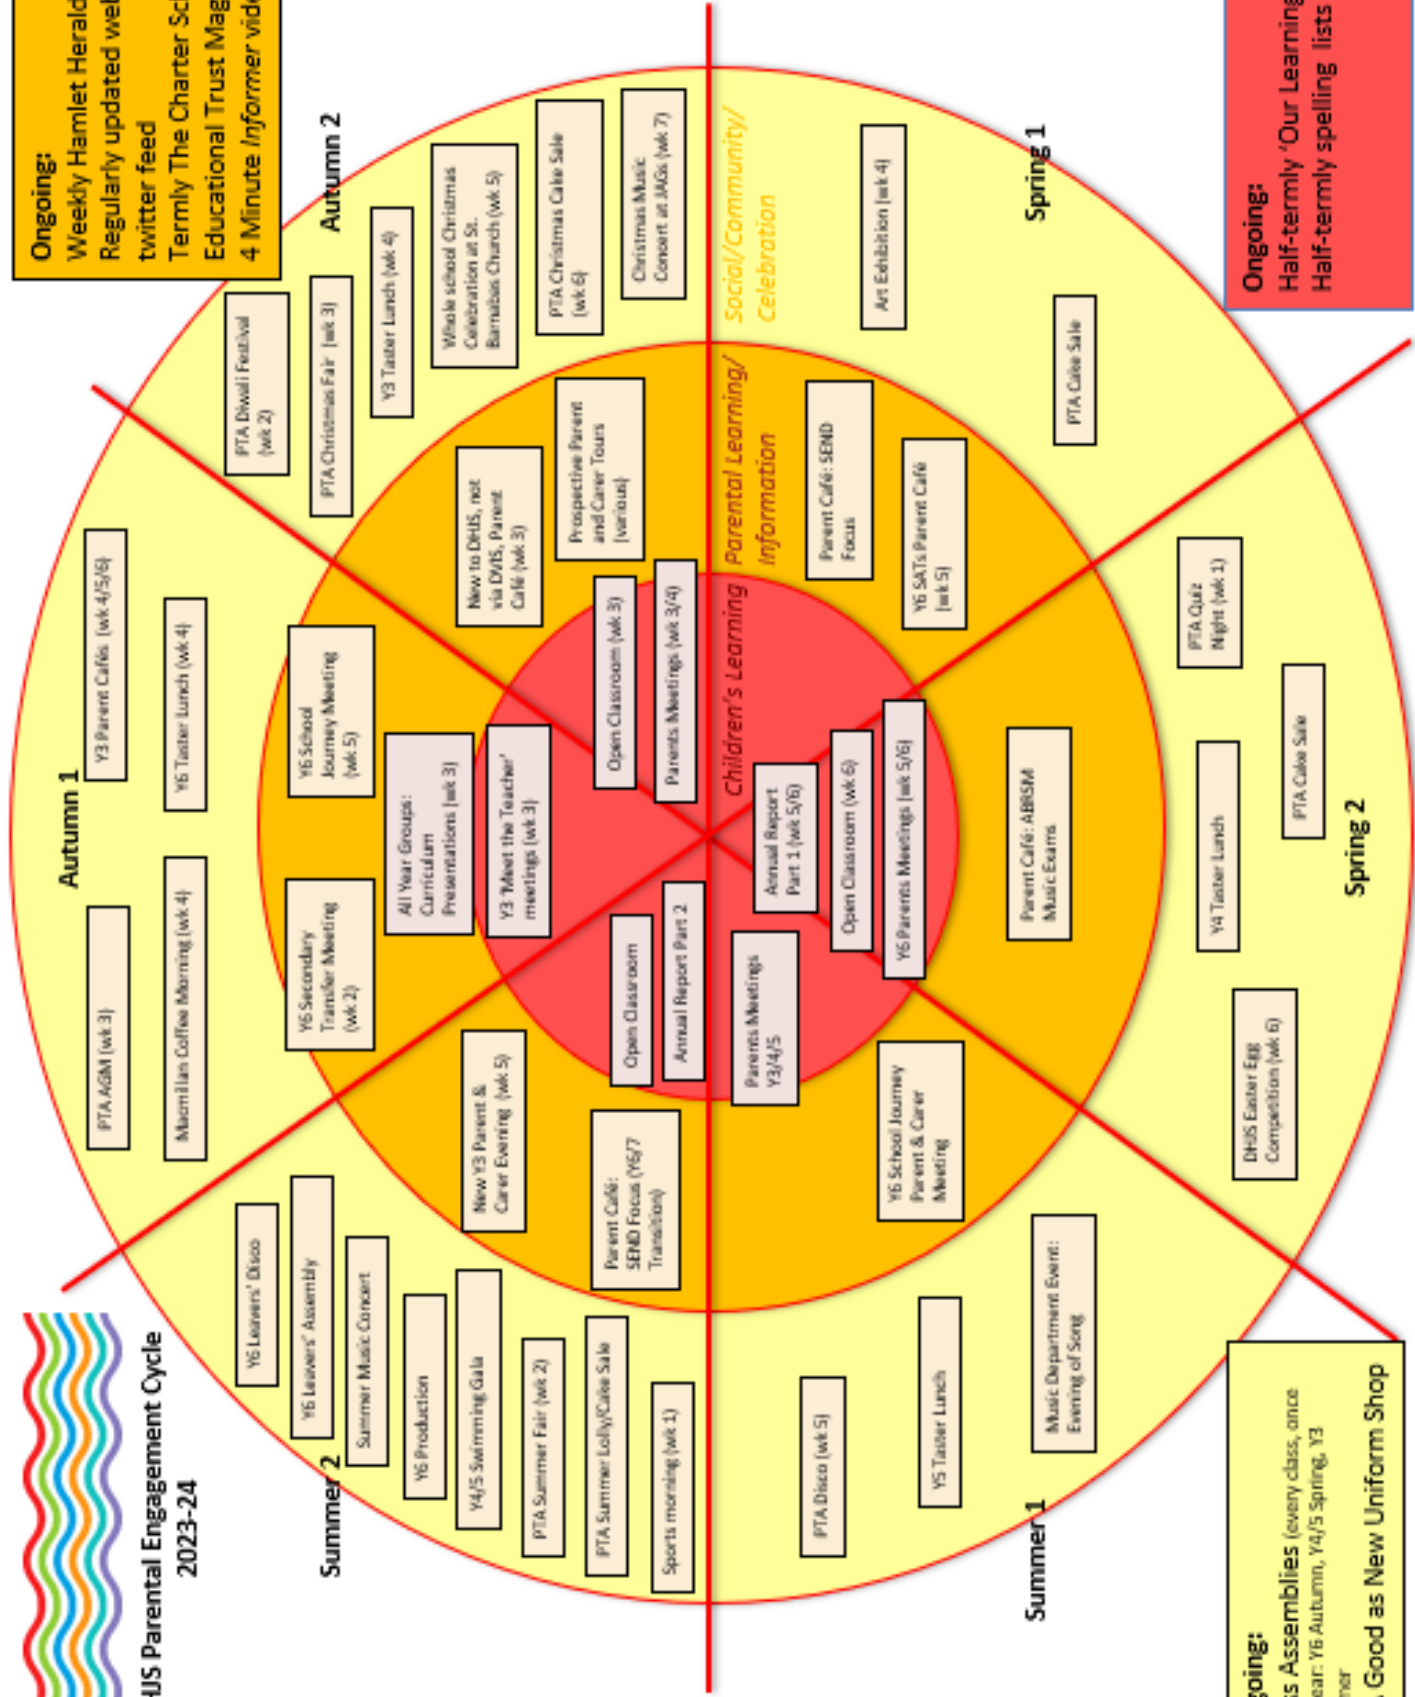 HJS Parental Engagement Cycle
2023-24
Ongoing:
Weekly Hamlet Herald
Regularly updated
twitter feed
Termly The Charter
Educational Trust
4 Minute Informer
Autumn 1
PTA AGM (wk 3)
Macmillan Coffee Morning (wk 4)
Y3 Parent Cafés (wk 4/5/6)
Y6 Taster Lunch (wk 4)
Y6 Secondary
Transfer Meeting
(wk 2)
Y6 School
Journey Meeting
(wk 5)
All Year Groups:
Curriculum
Presentations (wk 3)
Y3 'Meet the Teacher'
meetings (wk 3)
Autumn 2
PTA Diwali Festival
(wk 2)
PTA Christmas Fair (wk 3)
Y3 Taster Lunch (wk 4)
Whole school Christmas
Celebration at St.
Barnabas Church (wk 5)
PTA Christmas Cake Sale
(wk 6)
Christmas Music
Concert at JAGs (wk 7)
New to DHJS, not
via DVIS, Parent
Café (wk 3)
Prospective Parent
and Carer Tours
(various)
Open Classroom (wk 3)
Parents Meetings (wk 3/4)
Children's Learning
Parental Learning/
Information
Social/Community/
Celebration
Spring 1
Art Exhibition (wk 4)
PTA Cake Sale
Parent Café: SEND
Focus
Y6 SATs Parent Café
(wk 5)
Annual Report
Part 1 (wk 5/6)
Open Classroom (wk 6)
Y6 Parents Meetings (wk 5/6)
Spring 2
PTA Quiz
Night (wk 1)
PTA Cake Sale
Y4 Taster Lunch
DHJS Easter Egg
Competition (wk 6)
Parent Café: ABRSM
Music Exams
Summer 1
Parents Meetings
Y3/4/5
Y6 School Journey
Parent & Carer
Meeting
PTA Disco (wk 5)
Y5 Taster Lunch
Music Department Event:
Evening of Song
Summer 2
Y6 Leavers' Disco
Y6 Leavers' Assembly
Summer Music Concert
Y6 Production
Y4/5 Swimming Gala
PTA Summer Fair (wk 2)
PTA Summer Lolly/Cake Sale
Sports morning (wk 1)
New Y3 Parent &
Carer Evening (wk 5)
Parent Café:
SEND Focus (Y6/7
Transition)
Open Classroom
Annual Report Part 2
going:
Assemblies (every class, once
Y6 Autumn, Y4/5 Spring, Y3
Good as New Uniform Shop
Ongoing:
Half-termly 'Our Learning
Half-termly spelling lists